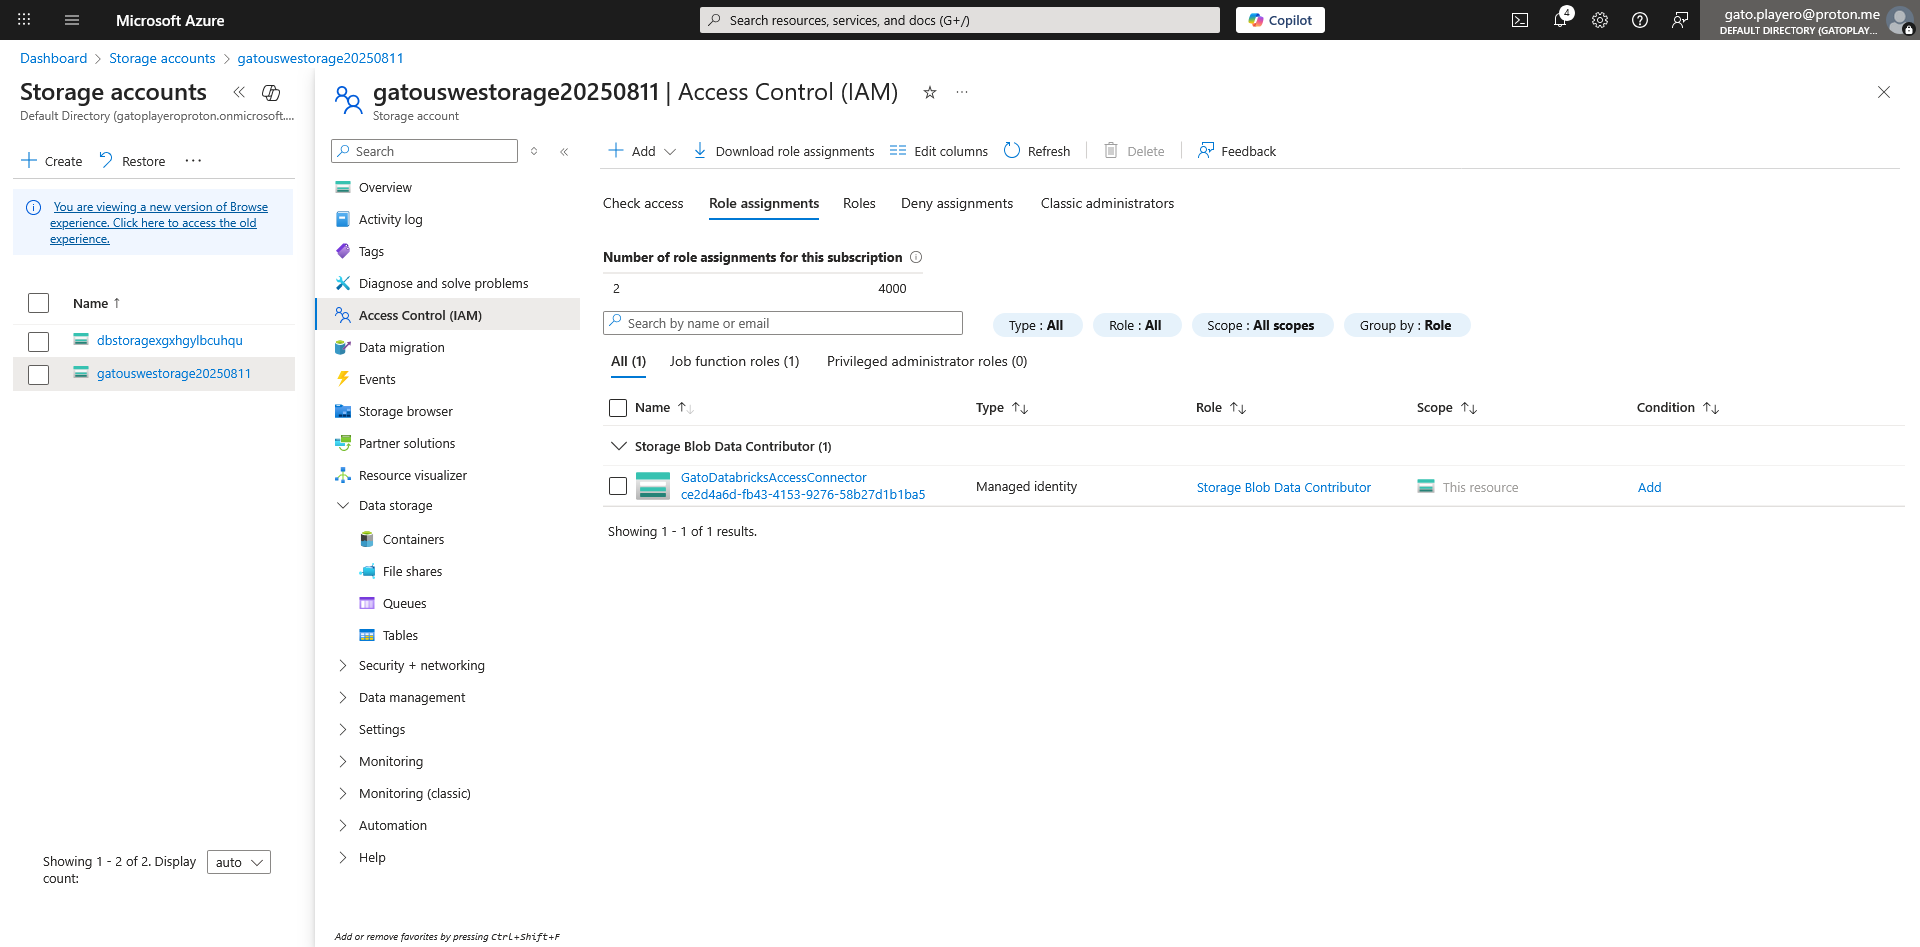 Microsoft Azure
Search resources, services, and docs (G+/)
Copilot
4
gato.playero@proton.me
DEFAULT DIRECTORY (GATOPLAY...
Dashboard
Storage accounts
gatouswestorage20250811
Storage accounts
Default Directory (gatoplayeroproton.onmicrosoft....
Create
Restore
You are viewing a new version of Browse
experience. Click here to access the old
experience.
Name
dbstoragexgxhgylbcuhqu
gatouswestorage20250811
Showing 1 - 2 of 2. Display
count:
auto
gatouswestorage20250811 | Access Control (IAM)
Storage account
Search
Overview
Activity log
Tags
Diagnose and solve problems
Access Control (IAM)
Data migration
Events
Storage browser
Partner solutions
Resource visualizer
Data storage
Containers
File shares
Queues
Tables
Security + networking
Data management
Settings
Monitoring
Monitoring (classic)
Automation
Help
Add or remove favorites by pressing Ctrl+Shift+F
Add
Download role assignments
Edit columns
Refresh
Delete
Feedback
Check access
Role assignments
Roles
Deny assignments
Classic administrators
Number of role assignments for this subscription
2
4000
Search by name or email
Type : All
Role : All
Scope : All scopes
Group by : Role
All (1)
Job function roles (1)
Privileged administrator roles (0)
Name
Type
Role
Scope
Condition
Storage Blob Data Contributor (1)
GatoDatabricksAccessConnector
ce2d4a6d-fb43-4153-9276-58b27d1b1ba5
Managed identity
Storage Blob Data Contributor
This resource
Add
Showing 1 - 1 of 1 results.